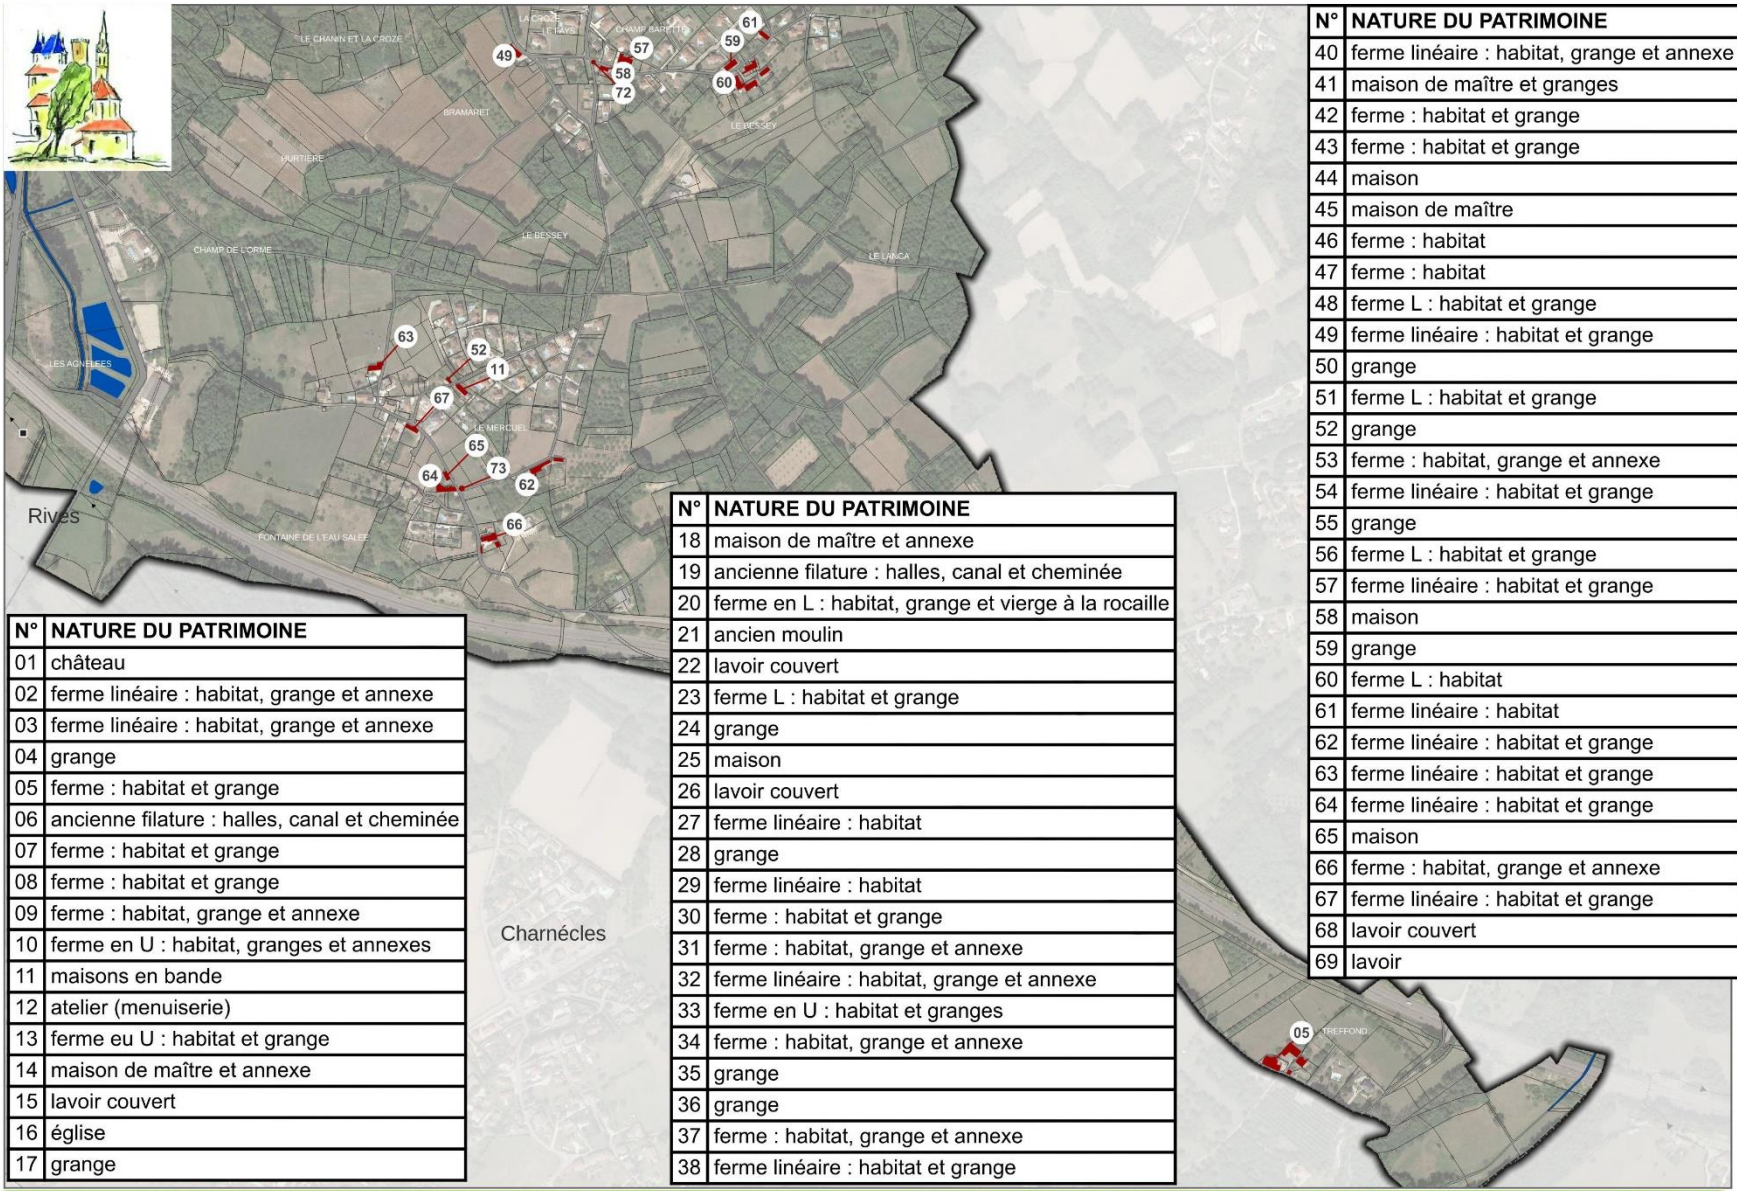 LA CROZE
LE PAYS
CHAMP BARETTE
LE CHANIN ET LA CROZE
61
59
57
49
58
60
72
BRAMARET
LE BESSEY
HURTIERE
LE BESSEY
CHAMP DE L'ORME
LE LANCA
63
52
LES AGNELEES
11
67
LE MERCUEL
65
64
73
62
Rives
66
FONTAINE DE L'EAU SALEE
N° NATURE DU PATRIMOINE
01 château
02 ferme linéaire : habitat, grange et annexe
03 ferme linéaire : habitat, grange et annexe
04 grange
05 ferme : habitat et grange
06 ancienne filature : halles, canal et cheminée
07 ferme : habitat et grange
08 ferme : habitat et grange
09 ferme : habitat, grange et annexe
10 ferme en U : habitat, granges et annexes
11 maisons en bande
12 atelier (menuiserie)
13 ferme eu U : habitat et grange
14 maison de maître et annexe
15 lavoir couvert
16 église
17 grange
Charnécles
N° NATURE DU PATRIMOINE
18 maison de maître et annexe
19 ancienne filature : halles, canal et cheminée
20 ferme en L : habitat, grange et vierge à la rocaille
21 ancien moulin
22 lavoir couvert
23 ferme L : habitat et grange
24 grange
25 maison
26 lavoir couvert
27 ferme linéaire : habitat
28 grange
29 ferme linéaire : habitat
30 ferme : habitat et grange
31 ferme : habitat, grange et annexe
32 ferme linéaire : habitat, grange et annexe
33 ferme en U : habitat et granges
34 ferme : habitat, grange et annexe
35 grange
36 grange
37 ferme : habitat, grange et annexe
38 ferme linéaire : habitat et grange
N° NATURE DU PATRIMOINE
40 ferme linéaire : habitat, grange et annexe
41 maison de maître et granges
42 ferme : habitat et grange
43 ferme : habitat et grange
44 maison
45 maison de maître
46 ferme : habitat
47 ferme : habitat
48 ferme L : habitat et grange
49 ferme linéaire : habitat et grange
50 grange
51 ferme L : habitat et grange
52 grange
53 ferme : habitat, grange et annexe
54 ferme linéaire : habitat et grange
55 grange
56 ferme L : habitat et grange
57 ferme linéaire : habitat et grange
58 maison
59 grange
60 ferme L : habitat
61 ferme linéaire : habitat
62 ferme linéaire : habitat et grange
63 ferme linéaire : habitat et grange
64 ferme linéaire : habitat et grange
65 maison
66 ferme : habitat, grange et annexe
67 ferme linéaire : habitat et grange
68 lavoir couvert
69 lavoir
05
TREFFOND